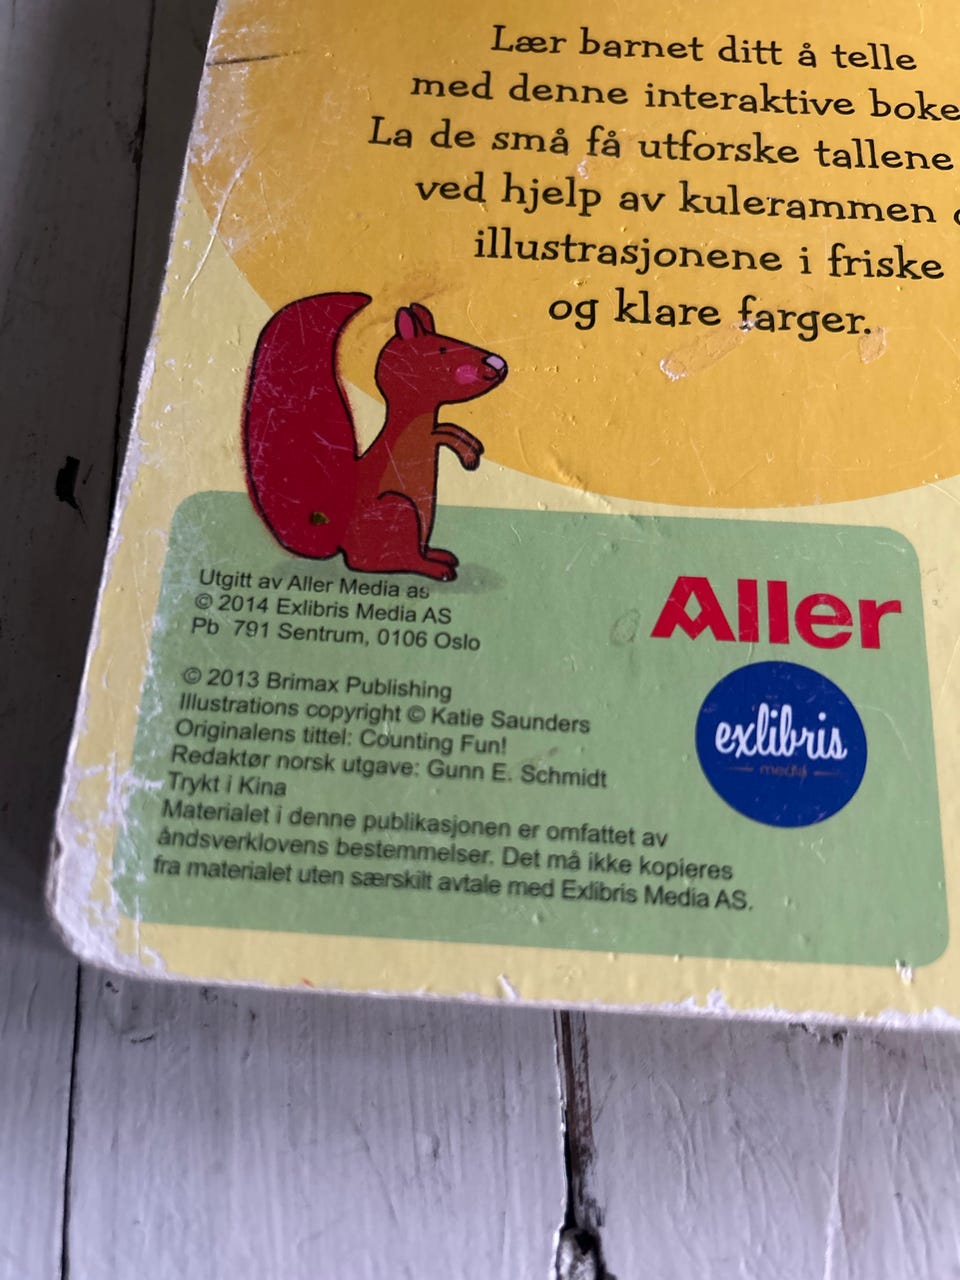 Lær barnet ditt å telle
med denne interaktive boke
La de små få utforske tallene
ved hjelp av kulerammen
illustrasjonene i friske
og klare farger.
Utgitt av Aller Media as
© 2014 Exlibris Media AS
Pb 791 Sentrum, 0106 Oslo
© 2013 Brimax Publishing
Illustrations copyright © Katie Saunders
Originalens tittel: Counting Fun!
Redaktør norsk utgave: Gunn E. Schmidt
Trykt i Kina
Materialet i denne publikasjonen er omfattet av
åndsverklovens bestemmelser. Det må ikke kopieres
fra materialet uten særskilt avtale med Exlibris Media AS.
Aller
exlibris
media